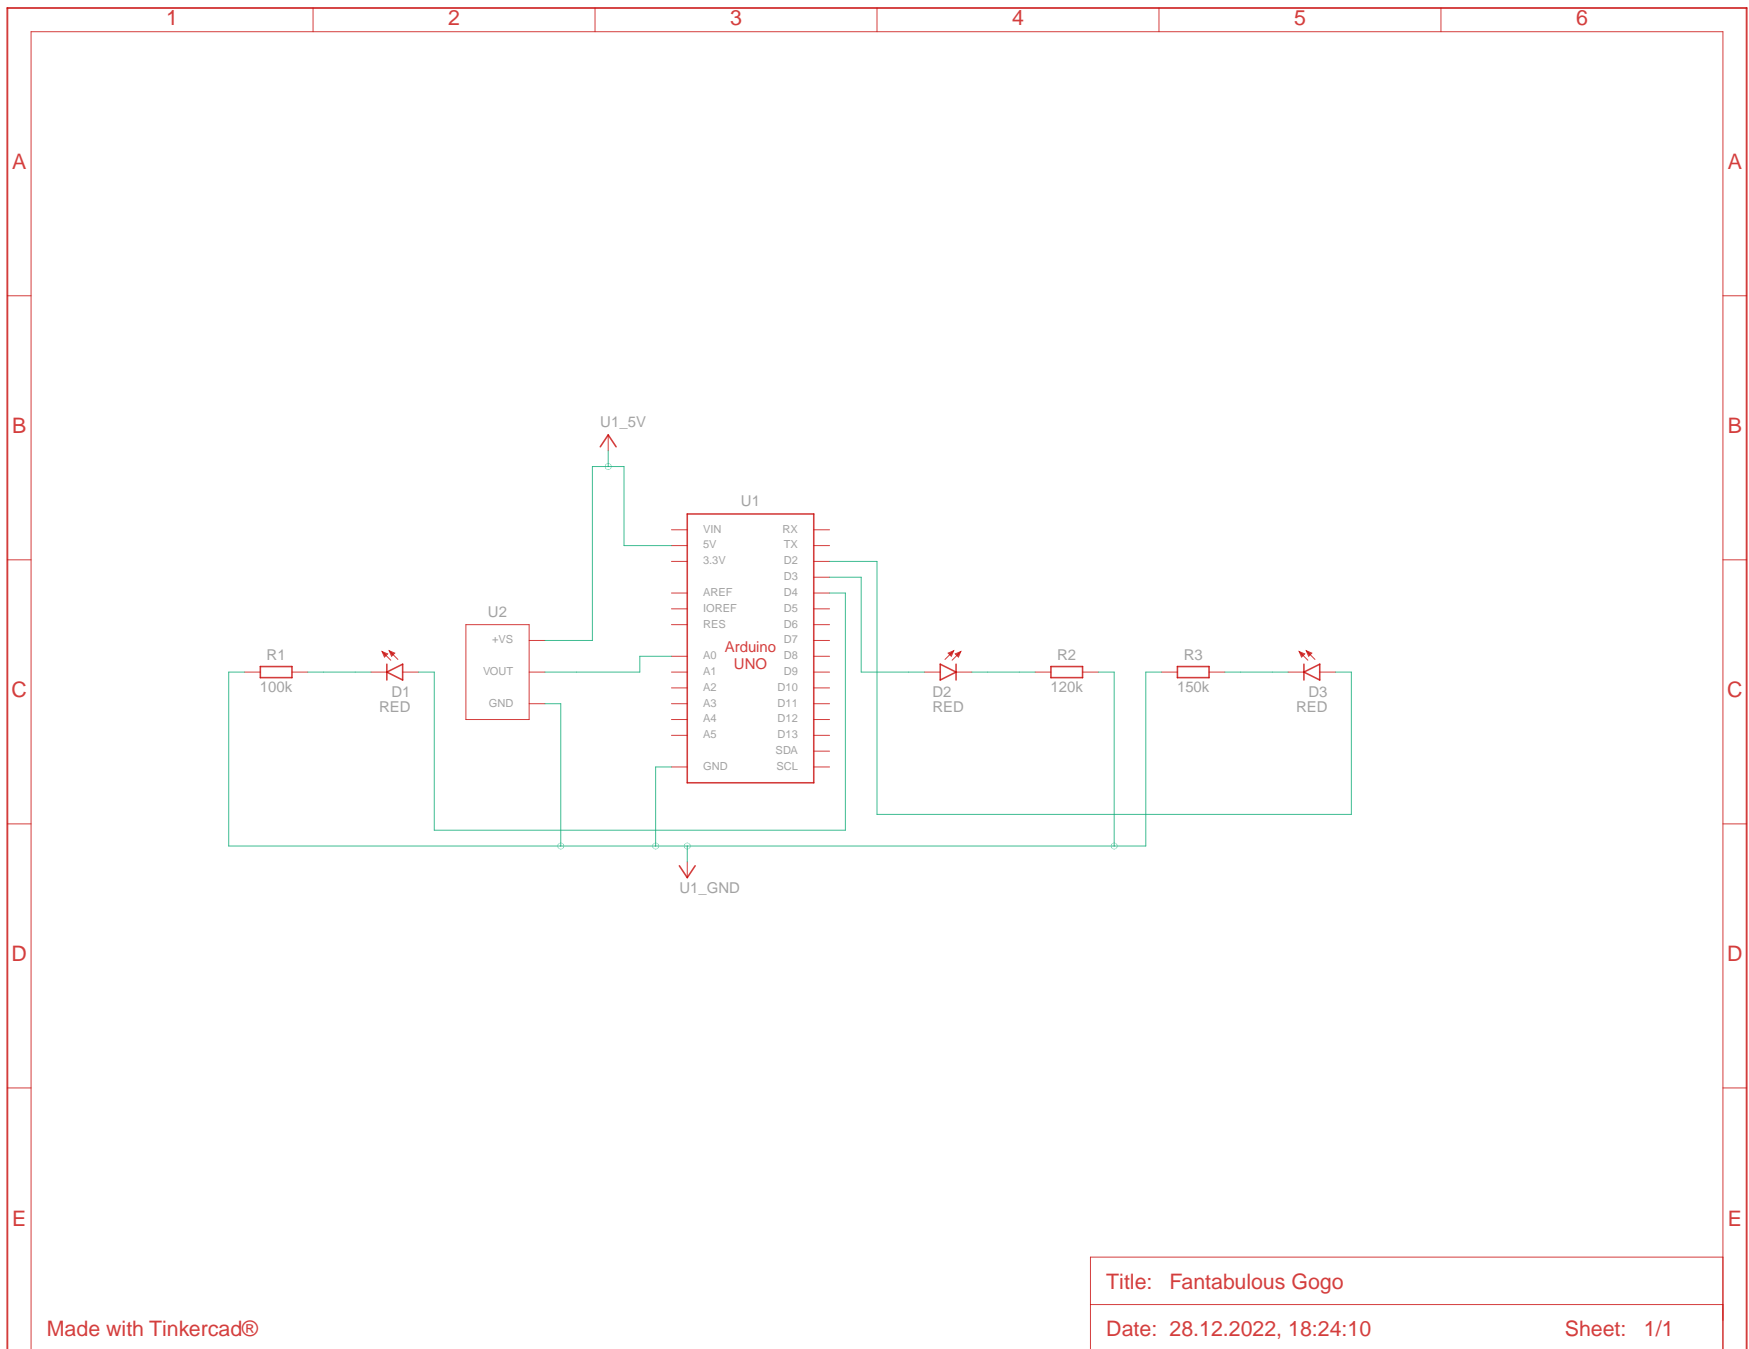 1 2 3 4 5 6
A A
B B
U1_5V
U1
VIN RX
5V TX
3.3V D2
D3
AREF D4
IOREF D5
RES D6
D7
A0 D8
A1 D9
A2 D10
A3 D11
A4 D12
A5 D13
SDA
GND SCL
Arduino
UNO
U2
+VS
VOUT
GND
R1
100k
D1
RED
D2
RED
R2
120k
R3
150k
D3
RED
C C
U1_GND
D D
E E
Title: Fantabulous Gogo
Made with Tinkercad®
Date: 28.12.2022, 18:24:10 Sheet: 1/1